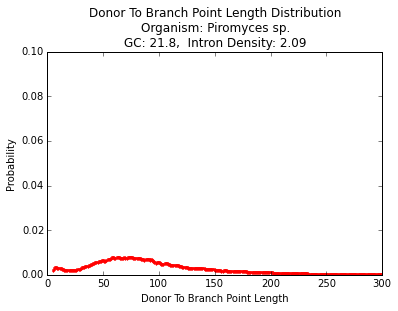 Donor To Branch Point Length Distribution
Organism: Piromyces sp.
GC: 21.8,  Intron Density: 2.09
0.10
0.08
0.06
0.04
0.02
0.00
Probability
0 50 100 150 200 250 300
Donor To Branch Point Length